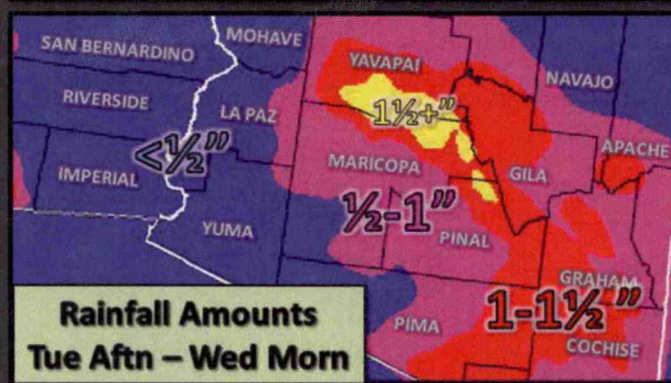 MOHAVE
SAN BERNARDINO
YAVAPAI
NAVAJO
RIVERSIDE
LA PAZ
1½+"
<½"
MARICOPA
GILA
APACHE
IMPERIAL
½-1"
YUMA
PINAL
GRAHAM
1-1½"
PIMA
COCHISE
Rainfall Amounts
Tue Aftn – Wed Morn